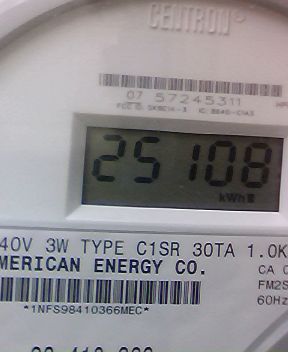 CENTRON®
07 57245311
25108
kWh
40V 3W TYPE C1SR 30TA 1.0K
MERICAN ENERGY CO.
CA 0
FM2S
60Hz
*1NFS98410366MEC*